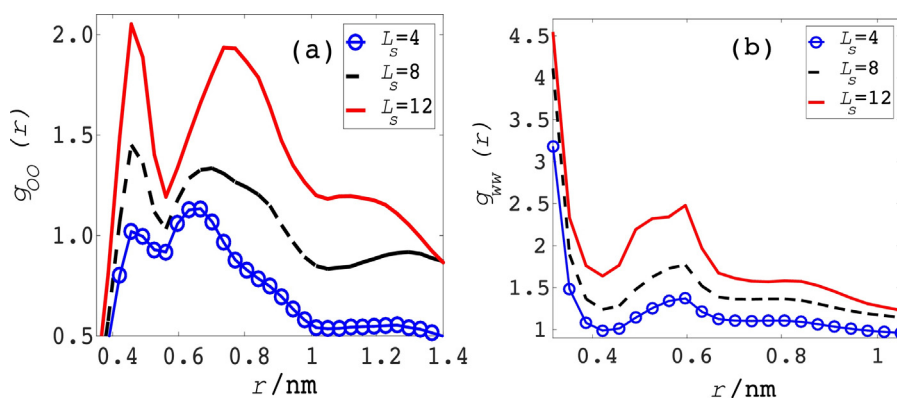 (a)
L_s=4
L_s=8
L_s=12
2.0
1.5
1.0
0.5
g_OO (r)
0.4 0.6 0.8 1 1.2 1.4
r/nm
(b)
L_s=4
L_s=8
L_s=12
4.5
4
3.5
3
2.5
2
1.5
1
g_ww (r)
0.4 0.6 0.8 1
r/nm